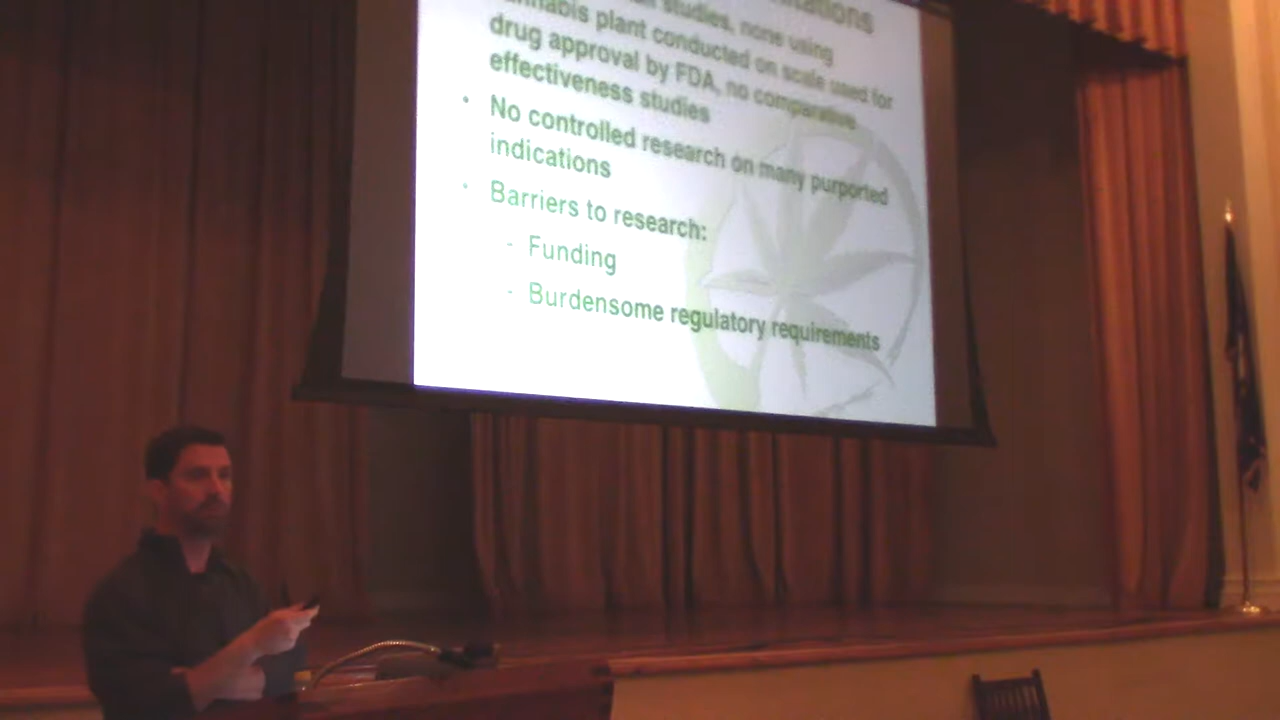 studies, none using
plant conducted on scale used for
drug approval by FDA, no comparative
effectiveness studies
• No controlled research on many purported
indications
• Barriers to research:
- Funding
- Burdensome regulatory requirements